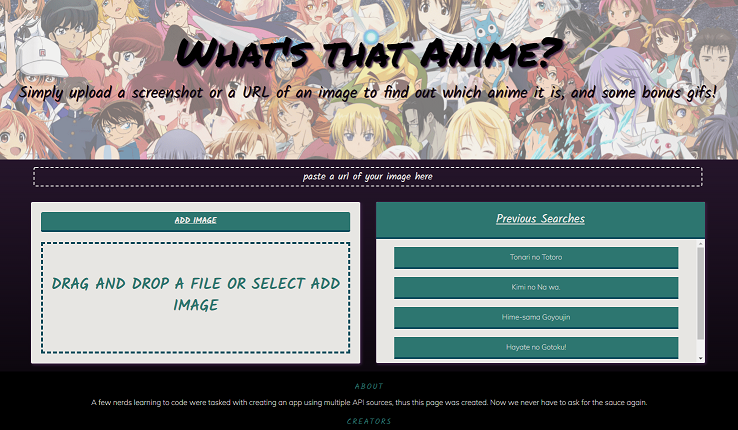 What's that Anime?
Simply upload a screenshot or a URL of an image to find out which anime it is, and some bonus gifs!
paste a url of your image here
ADD IMAGE
DRAG AND DROP A FILE OR SELECT ADD
IMAGE
Previous Searches
Tonari no Totoro
Kimi no Na wa.
Hime-sama Goyoujin
Hayate no Gotoku!
ABOUT
A few nerds learning to code were tasked with creating an app using multiple API sources, thus this page was created. Now we never have to ask for the sauce again.
CREATORS